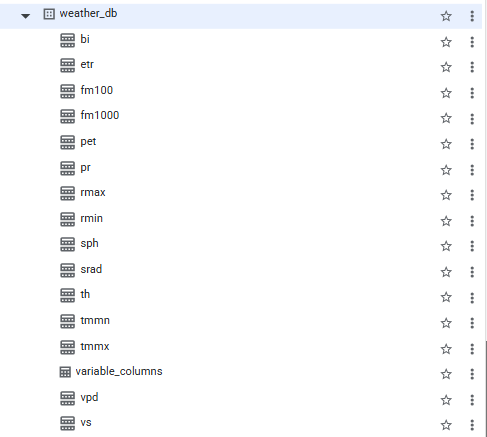 weather_db
bi
etr
fm100
fm1000
pet
pr
rmax
rmin
sph
srad
th
tmmn
tmmx
variable_columns
vpd
vs